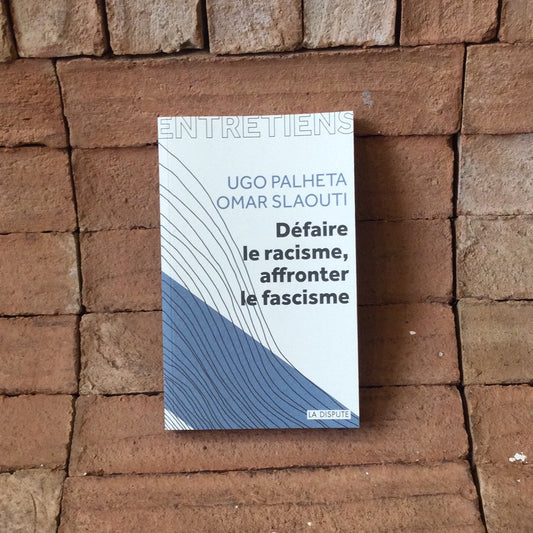 ENTRETIENS
UGO PALHETA
OMAR SLAOUTI
Défaire
le racisme,
affronter
le fascisme
LA DISPUTE